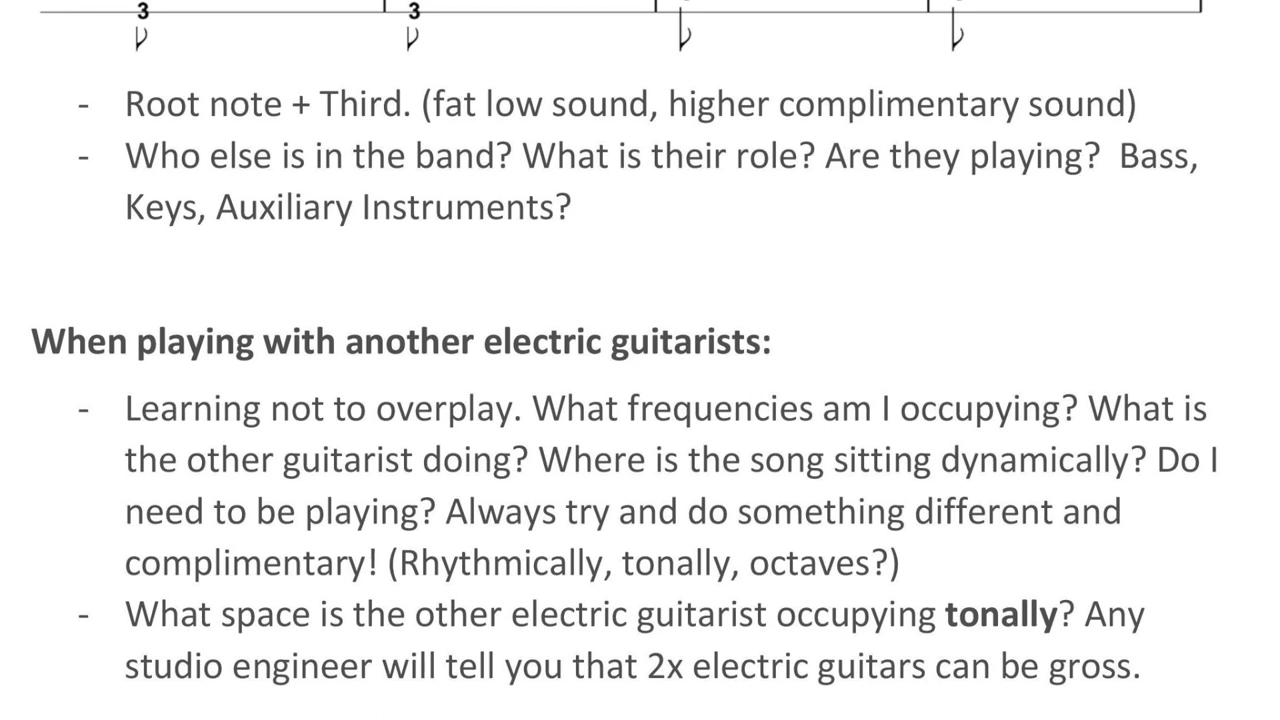 3 3
- Root note + Third. (fat low sound, higher complimentary sound)
- Who else is in the band? What is their role? Are they playing?  Bass,
Keys, Auxiliary Instruments?
When playing with another electric guitarists:
- Learning not to overplay. What frequencies am I occupying? What is
the other guitarist doing? Where is the song sitting dynamically? Do I
need to be playing? Always try and do something different and
complimentary! (Rhythmically, tonally, octaves?)
- What space is the other electric guitarist occupying tonally? Any
studio engineer will tell you that 2x electric guitars can be gross.